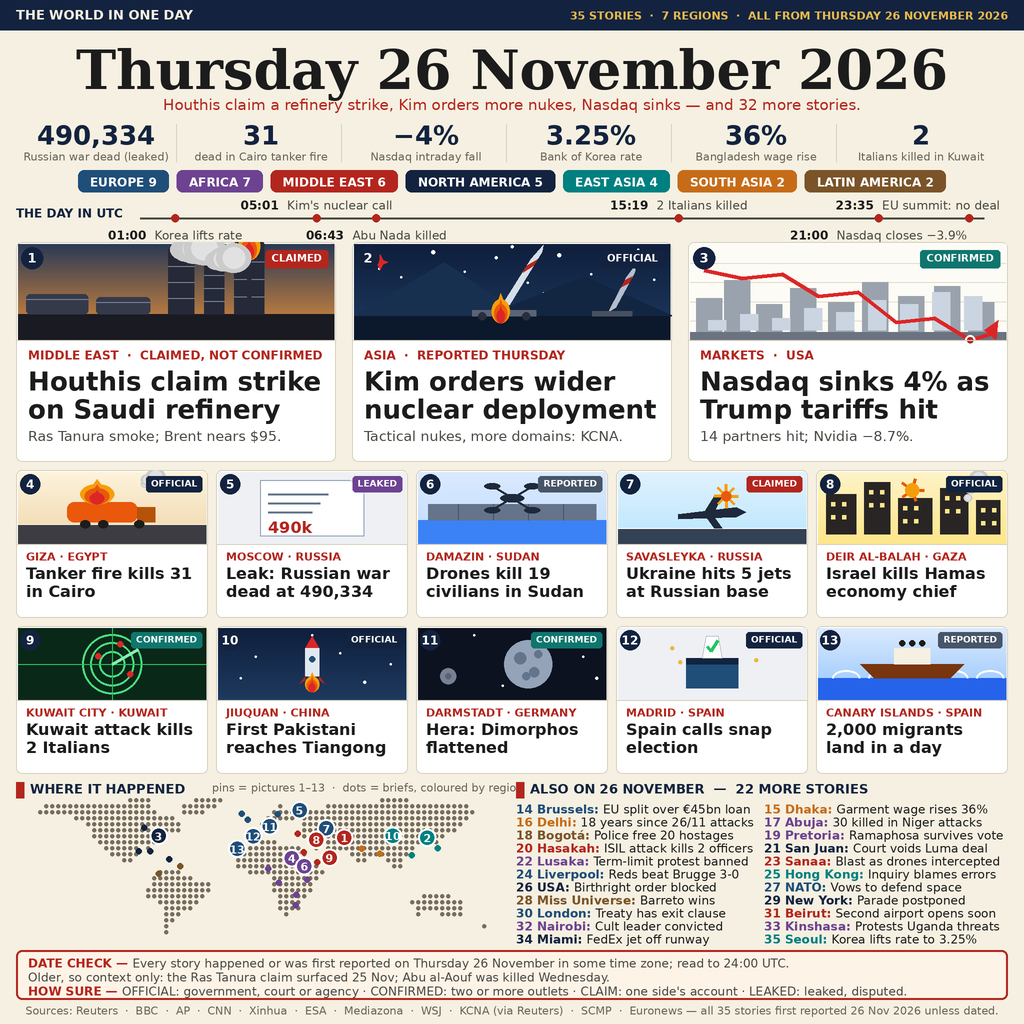 THE WORLD IN ONE DAY
35 STORIES · 7 REGIONS · ALL FROM THURSDAY 26 NOVEMBER 2026
Thursday 26 November 2026
Houthis claim a refinery strike, Kim orders more nukes, Nasdaq sinks — and 32 more stories.
490,334
Russian war dead (leaked)
31
dead in Cairo tanker fire
−4%
Nasdaq intraday fall
3.25%
Bank of Korea rate
36%
Bangladesh wage rise
2
Italians killed in Kuwait
EUROPE 9
AFRICA 7
MIDDLE EAST 6
NORTH AMERICA 5
EAST ASIA 4
SOUTH ASIA 2
LATIN AMERICA 2
THE DAY IN UTC
05:01 Kim's nuclear call
15:19 2 Italians killed
23:35 EU summit: no deal
01:00 Korea lifts rate
06:43 Abu Nada killed
21:00 Nasdaq closes −3.9%
1
CLAIMED
MIDDLE EAST · CLAIMED, NOT CONFIRMED
Houthis claim strike
on Saudi refinery
Ras Tanura smoke; Brent nears $95.
2
OFFICIAL
ASIA · REPORTED THURSDAY
Kim orders wider
nuclear deployment
Tactical nukes, more domains: KCNA.
3
CONFIRMED
MARKETS · USA
Nasdaq sinks 4% as
Trump tariffs hit
14 partners hit; Nvidia −8.7%.
4
OFFICIAL
GIZA · EGYPT
Tanker fire kills 31
in Cairo
5
LEAKED
490k
MOSCOW · RUSSIA
Leak: Russian war
dead at 490,334
6
REPORTED
DAMAZIN · SUDAN
Drones kill 19
civilians in Sudan
7
CLAIMED
SAVASLEYKA · RUSSIA
Ukraine hits 5 jets
at Russian base
8
OFFICIAL
DEIR AL-BALAH · GAZA
Israel kills Hamas
economy chief
9
CONFIRMED
KUWAIT CITY · KUWAIT
Kuwait attack kills
2 Italians
10
OFFICIAL
JIUQUAN · CHINA
First Pakistani
reaches Tiangong
11
CONFIRMED
DARMSTADT · GERMANY
Hera: Dimorphos
flattened
12
OFFICIAL
MADRID · SPAIN
Spain calls snap
election
13
REPORTED
CANARY ISLANDS · SPAIN
2,000 migrants
land in a day
WHERE IT HAPPENED
pins = pictures 1–13 · dots = briefs, coloured by regio
5
11
7
12
3
8
1
10
2
13
4
6
9
ALSO ON 26 NOVEMBER — 22 MORE STORIES
14 Brussels: EU split over €45bn loan
15 Dhaka: Garment wage rises 36%
16 Delhi: 18 years since 26/11 attacks
17 Abuja: 30 killed in Niger attacks
18 Bogotá: Police free 20 hostages
19 Pretoria: Ramaphosa survives vote
20 Hasakah: ISIL attack kills 2 officers
21 San Juan: Court voids Luma deal
22 Lusaka: Term-limit protest banned
23 Sanaa: Blast as drones intercepted
24 Liverpool: Reds beat Brugge 3-0
25 Hong Kong: Inquiry blames errors
26 USA: Birthright order blocked
27 NATO: Vows to defend space
28 Miss Universe: Barreto wins
29 New York: Parade postponed
30 London: Treaty has exit clause
31 Beirut: Second airport opens soon
32 Nairobi: Cult leader convicted
33 Kinshasa: Protests Uganda threats
34 Miami: FedEx jet off runway
35 Seoul: Korea lifts rate to 3.25%
DATE CHECK — Every story happened or was first reported on Thursday 26 November in some time zone; read to 24:00 UTC.
Older, so context only: the Ras Tanura claim surfaced 25 Nov; Abu al-Aouf was killed Wednesday.
HOW SURE — OFFICIAL: government, court or agency · CONFIRMED: two or more outlets · CLAIM: one side's account · LEAKED: leaked, disputed.
Sources: Reuters · BBC · AP · CNN · Xinhua · ESA · Mediazona · WSJ · KCNA (via Reuters) · SCMP · Euronews — all 35 stories first reported 26 Nov 2026 unless dated.